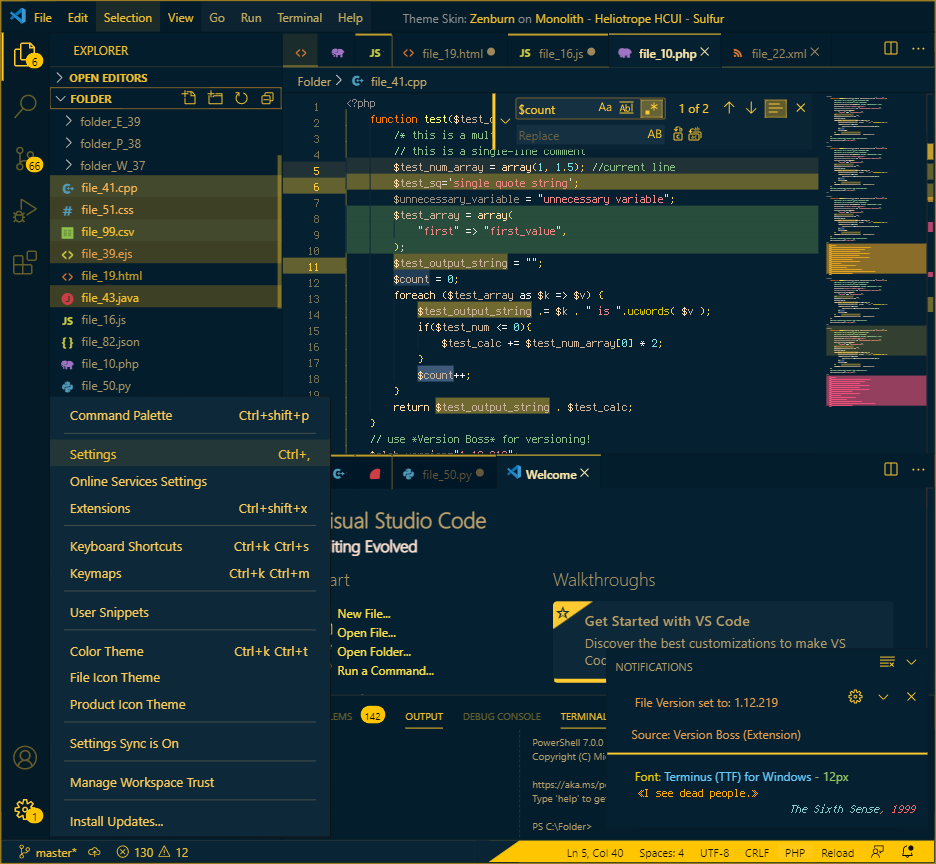 File Edit Selection View Go Run Terminal Help Theme Skin: Zenburn on Monolith - Heliotrope HCUI - Sulfur
6
EXPLORER
JS file_19.html JS file_16.js file_10.php file_22.xml
OPEN EDITORS
Folder file_41.cpp
FOLDER
folder_E_39
folder_P_38
folder_W_37
66
file_41.cpp
# file_51.css
file_99.csv
file_39.ejs
file_19.html
file_43.java
JS file_16.js
{} file_82.json
file_10.php
file_50.py
$count Aa Abl .* 1 of 2
Replace AB
1 <?php
2 function test($test_
3 /* this is a mul
4 // this is a single-line comment
5 $test_num_array = array(1, 1.5); //current line
6 $test_sq='single quote string';
7 $unnecessary_variable = "unnecessary variable";
8 $test_array = array(
9 "first" => "first_value",
10 );
11 $test_output_string = "";
12 $count = 0;
13 foreach ($test_array as $k => $v) {
14 $test_output_string .= $k . " is ".ucwords( $v );
15 if($test_num <= 0){
16 $test_calc += $test_num_array[0] * 2;
17 }
18 $count++;
19 }
return $test_output_string . $test_calc;
}
// use *Version Boss* for versioning!
Command Palette Ctrl+shift+p
Settings Ctrl+,
Online Services Settings
Extensions Ctrl+shift+x
Keyboard Shortcuts Ctrl+k Ctrl+s
Keymaps Ctrl+k Ctrl+m
User Snippets
Color Theme Ctrl+k Ctrl+t
File Icon Theme
Product Icon Theme
Settings Sync is On
Manage Workspace Trust
Install Updates...
1
file_50.py Welcome
isual Studio Code
iting Evolved
art
New File...
Open File...
Open Folder...
Run a Command...
Walkthroughs
Get Started with VS Code
Discover the best customizations to make VS
Coc
LEMS 142 OUTPUT DEBUG CONSOLE TERMINAL
PowerShell 7.0.0
Copyright (C) Mi
https://aka.ms/p
Type 'help' to ge
PS C:\Folder>
NOTIFICATIONS
File Version set to: 1.12.219
Source: Version Boss (Extension)
Font: Terminus (TTF) for Windows - 12px
«I see dead people.»
The Sixth Sense, 1999
master* 130 12 Ln 5, Col 40 Spaces: 4 UTF-8 CRLF PHP Reload